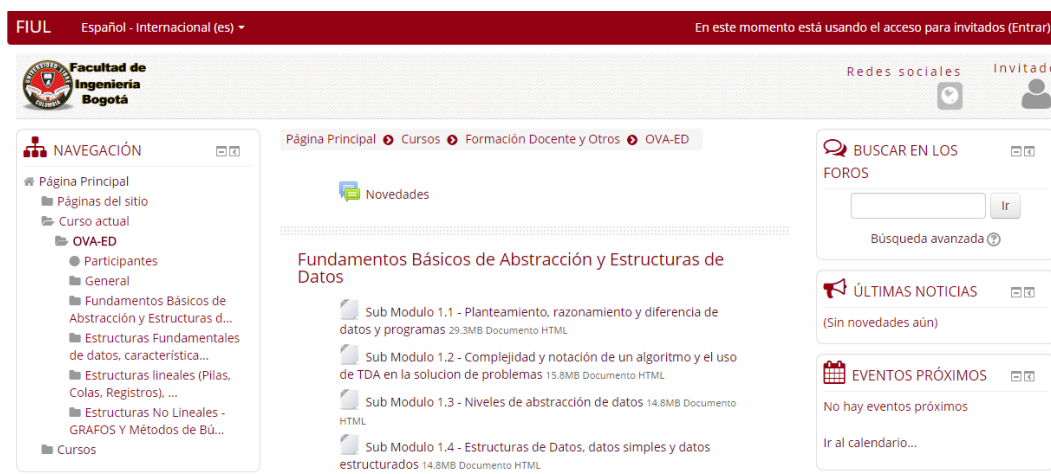 FIUL
Español - Internacional (es)
En este momento está usando el acceso para invitados (Entrar)
UNIVERSIDAD LIBRE
COLOMBIA
Facultad de
Ingeniería
Bogotá
Redes sociales
Invitado
NAVEGACIÓN
Página Principal
Páginas del sitio
Curso actual
OVA-ED
Participantes
General
Fundamentos Básicos de
Abstracción y Estructuras d...
Estructuras Fundamentales
de datos, característica...
Estructuras lineales (Pilas,
Colas, Registros), ...
Estructuras No Lineales -
GRAFOS Y Métodos de Bú...
Cursos
Página Principal Cursos Formación Docente y Otros OVA-ED
Novedades
Fundamentos Básicos de Abstracción y Estructuras de
Datos
Sub Modulo 1.1 - Planteamiento, razonamiento y diferencia de
datos y programas 29.3MB Documento HTML
Sub Modulo 1.2 - Complejidad y notación de un algoritmo y el uso
de TDA en la solucion de problemas 15.8MB Documento HTML
Sub Modulo 1.3 - Niveles de abstracción de datos 14.8MB Documento
HTML
Sub Modulo 1.4 - Estructuras de Datos, datos simples y datos
estructurados 14.8MB Documento HTML
BUSCAR EN LOS
FOROS
Ir
Búsqueda avanzada
ÚLTIMAS NOTICIAS
(Sin novedades aún)
EVENTOS PRÓXIMOS
No hay eventos próximos
Ir al calendario...